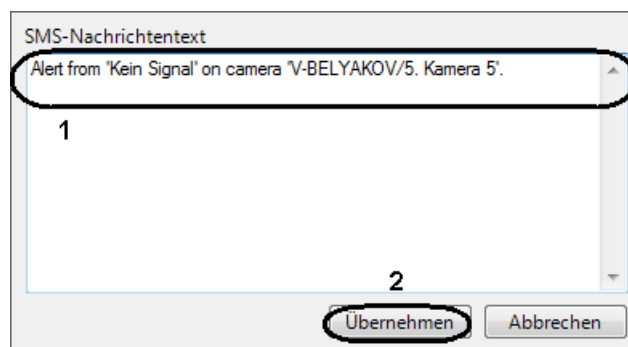 SMS-Nachrichtentext
Alert from 'Kein Signal' on camera 'V-BELYAKOV/5. Kamera 5'.
1
2
Übernehmen Abbrechen